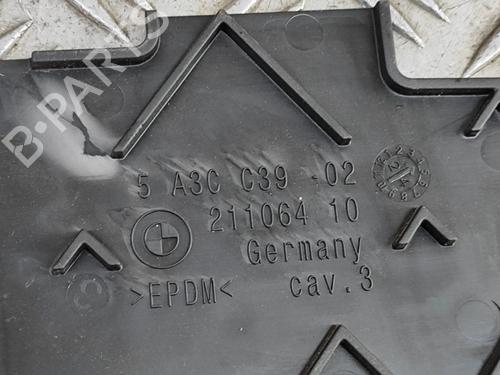 B-PARTS
5 A3C C39 -02
211064 10
Germany
>EPDM< cav.3